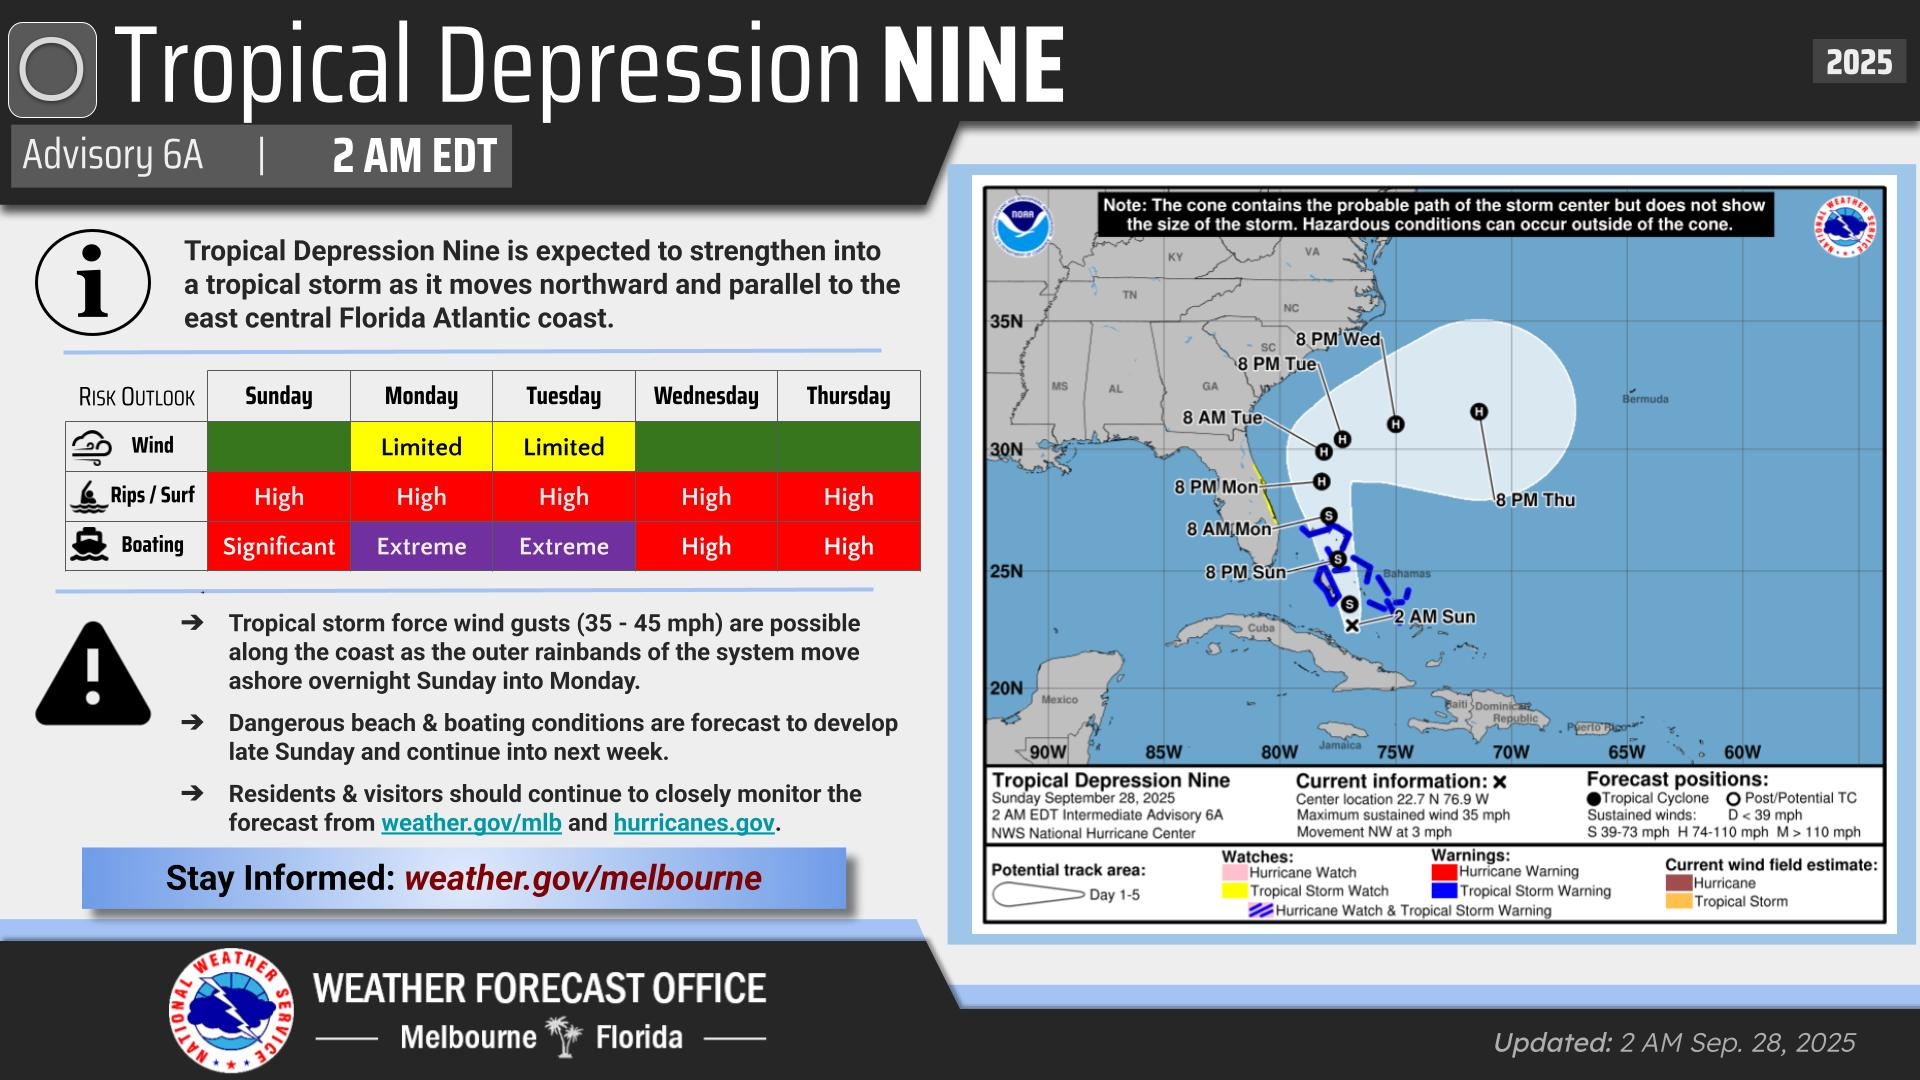 Tropical Depression NINE
2025
Advisory 6A | 2 AM EDT
Tropical Depression Nine is expected to strengthen into
a tropical storm as it moves northward and parallel to the
east central Florida Atlantic coast.
RISK OUTLOOK Sunday Monday Tuesday Wednesday Thursday
Wind Limited Limited
Rips / Surf High High High High High
Boating Significant Extreme Extreme High High
➔ Tropical storm force wind gusts (35 - 45 mph) are possible
along the coast as the outer rainbands of the system move
ashore overnight Sunday into Monday.
➔ Dangerous beach & boating conditions are forecast to develop
late Sunday and continue into next week.
➔ Residents & visitors should continue to closely monitor the
forecast from weather.gov/mlb and hurricanes.gov.
Stay Informed: weather.gov/melbourne
NATIONAL WEATHER SERVICE
WEATHER FORECAST OFFICE
Melbourne Florida
NOAA
Note: The cone contains the probable path of the storm center but does not show
the size of the storm. Hazardous conditions can occur outside of the cone.
NATIONAL WEATHER SERVICE
KY
VA
TN
NC
35N
8 PM Wed
SC
8 PM Tue
MS
AL
GA
Bermuda
8 AM Tue
H
H
H
H
30N
H
8 PM Mon
8 PM Thu
S
8 AM Mon
S
25N
8 PM Sun
Bahamas
S
2 AM Sun
Cuba
20N
Mexico
Haiti
Dominican
Republic
Puerto Rico
Jamaica
90W 85W 80W 75W 70W 65W 60W
Tropical Depression Nine
Sunday September 28, 2025
2 AM EDT Intermediate Advisory 6A
NWS National Hurricane Center
Current information: ×
Center location 22.7 N 76.9 W
Maximum sustained wind 35 mph
Movement NW at 3 mph
Forecast positions:
Tropical Cyclone Post/Potential TC
Sustained winds: D < 39 mph
S 39-73 mph H 74-110 mph M > 110 mph
Potential track area:
Day 1-5
Watches:
Hurricane Watch
Tropical Storm Watch
Warnings:
Hurricane Warning
Tropical Storm Warning
Hurricane Watch & Tropical Storm Warning
Current wind field estimate:
Hurricane
Tropical Storm
Updated: 2 AM Sep. 28, 2025